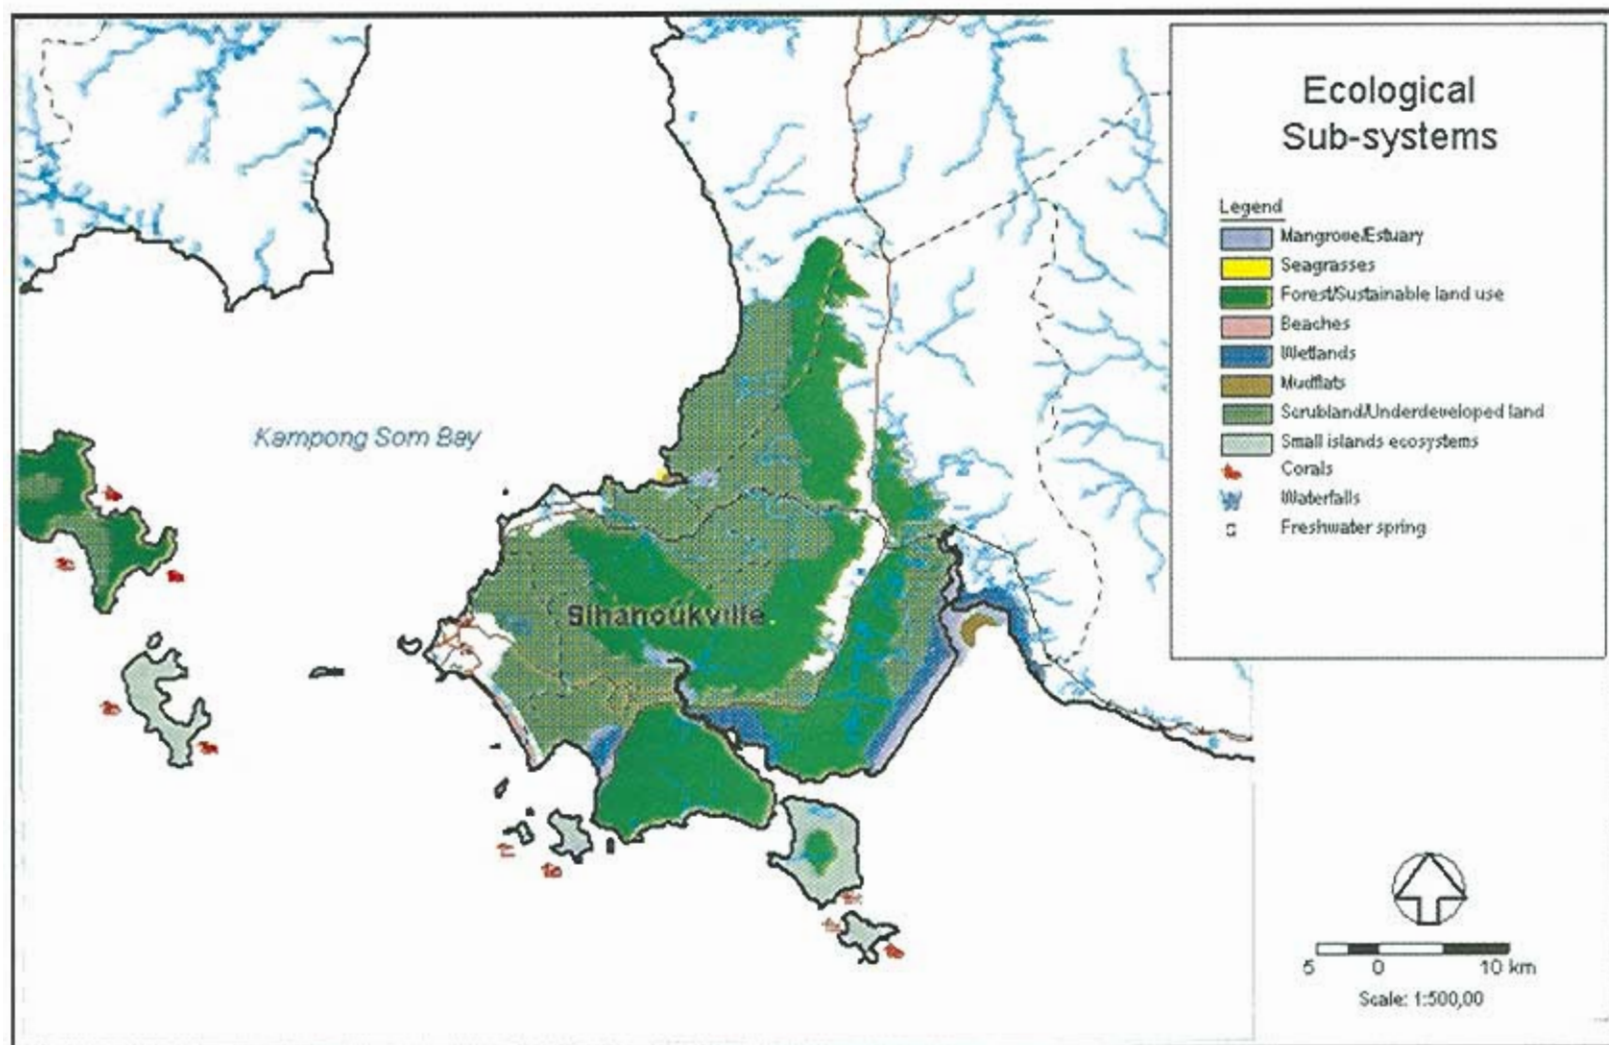 Ecological
Sub-systems
Legend
Mangrove/Estuary
Seagrasses
Forest/Sustainable land use
Beaches
Wetlands
Mudflats
Scrubland/Underdeveloped land
Small islands ecosystems
Corals
Waterfalls
Freshwater spring
Kampong Som Bay
Sihanoukville
5 0 10 km
Scale: 1:500,00